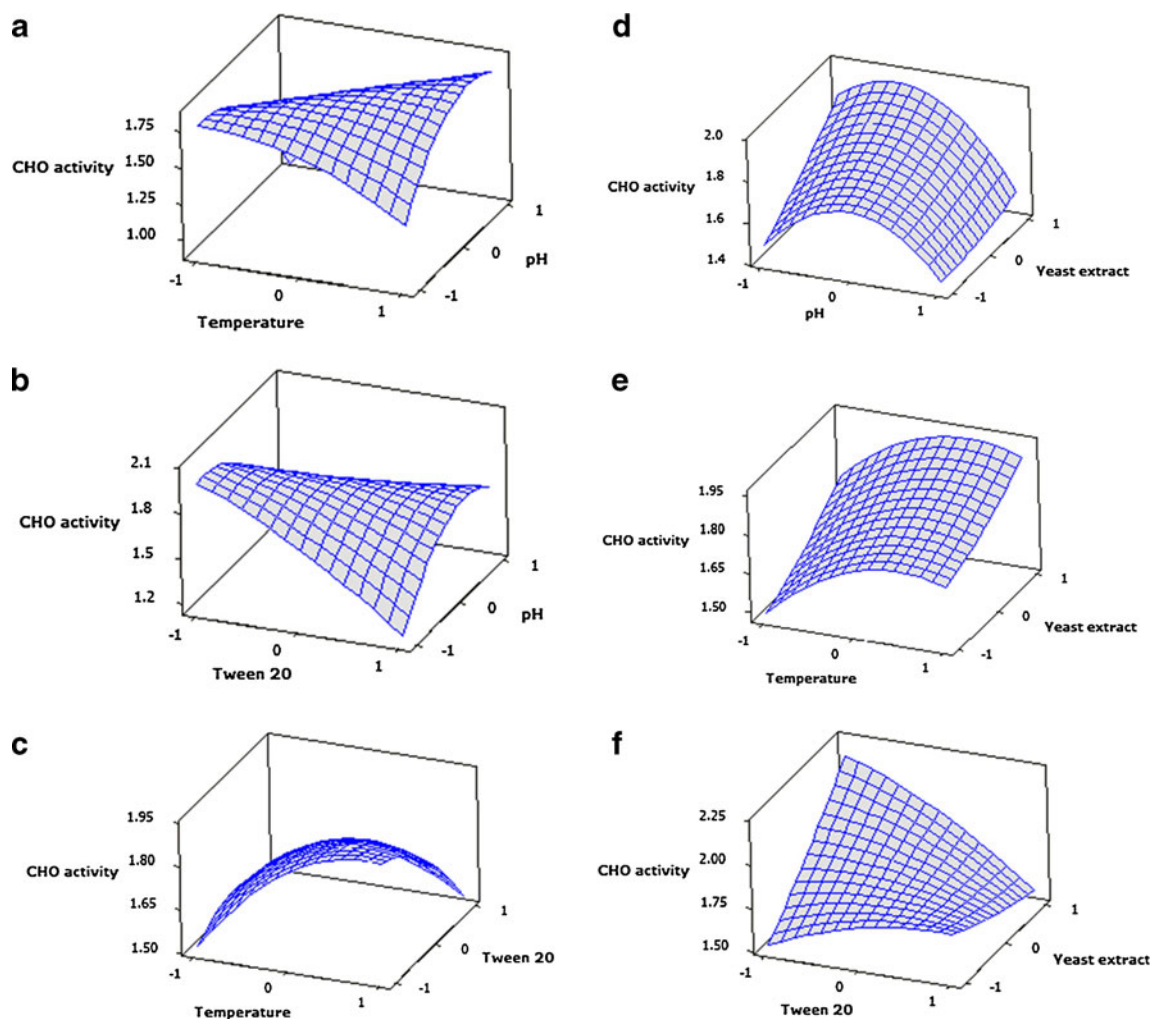 a
1.75
1.50
1.25
1.00
CHO activity
-1
0
1
Temperature
-1
0
1
pH
b
2.1
1.8
1.5
1.2
CHO activity
-1
0
1
Tween 20
-1
0
1
pH
c
1.95
1.80
1.65
1.50
CHO activity
-1
0
1
Temperature
-1
0
1
Tween 20
d
2.0
1.8
1.6
1.4
CHO activity
-1
0
1
pH
-1
0
1
Yeast extract
e
1.95
1.80
1.65
1.50
CHO activity
-1
0
1
Temperature
-1
0
1
Yeast extract
f
2.25
2.00
1.75
1.50
CHO activity
-1
0
1
Tween 20
-1
0
1
Yeast extract